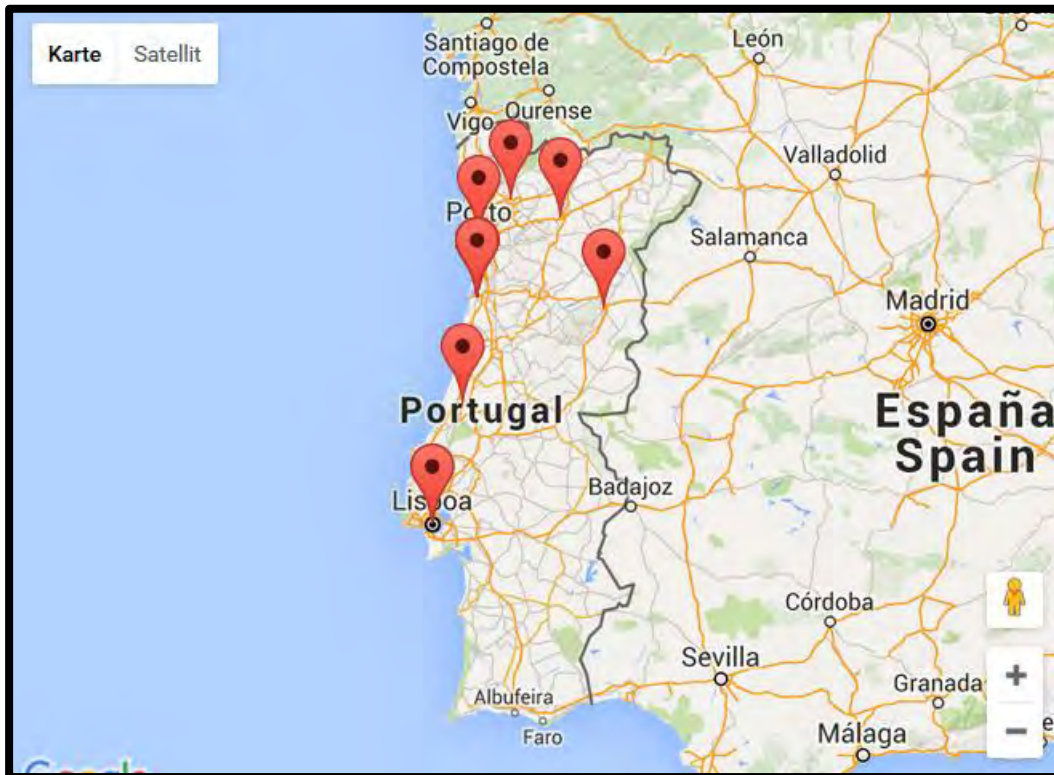 Karte Satellit
Santiago de
Compostela
León
Vigo
Ourense
Valladolid
Porto
Salamanca
Madrid
Portugal
España
Spain
Lisboa
Badajoz
Córdoba
Sevilla
Granada
Albufeira
Faro
Málaga
Google